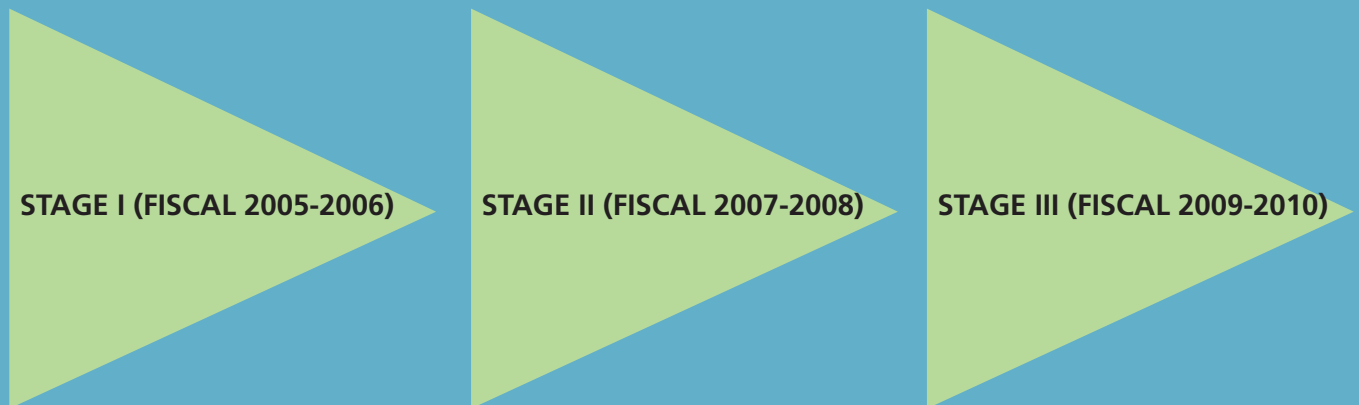 STAGE I (FISCAL 2005-2006)
STAGE II (FISCAL 2007-2008)
STAGE III (FISCAL 2009-2010)